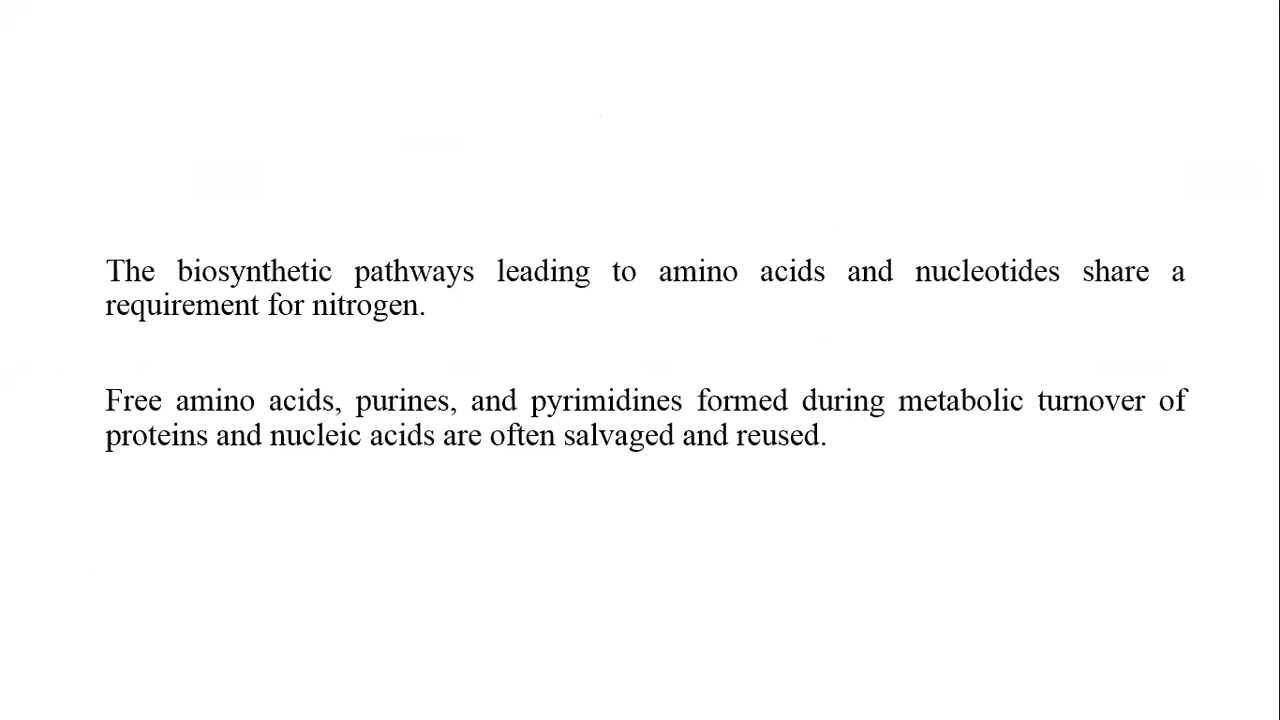 The biosynthetic pathways leading to amino acids and nucleotides share a
requirement for nitrogen.
Free amino acids, purines, and pyrimidines formed during metabolic turnover of
proteins and nucleic acids are often salvaged and reused.